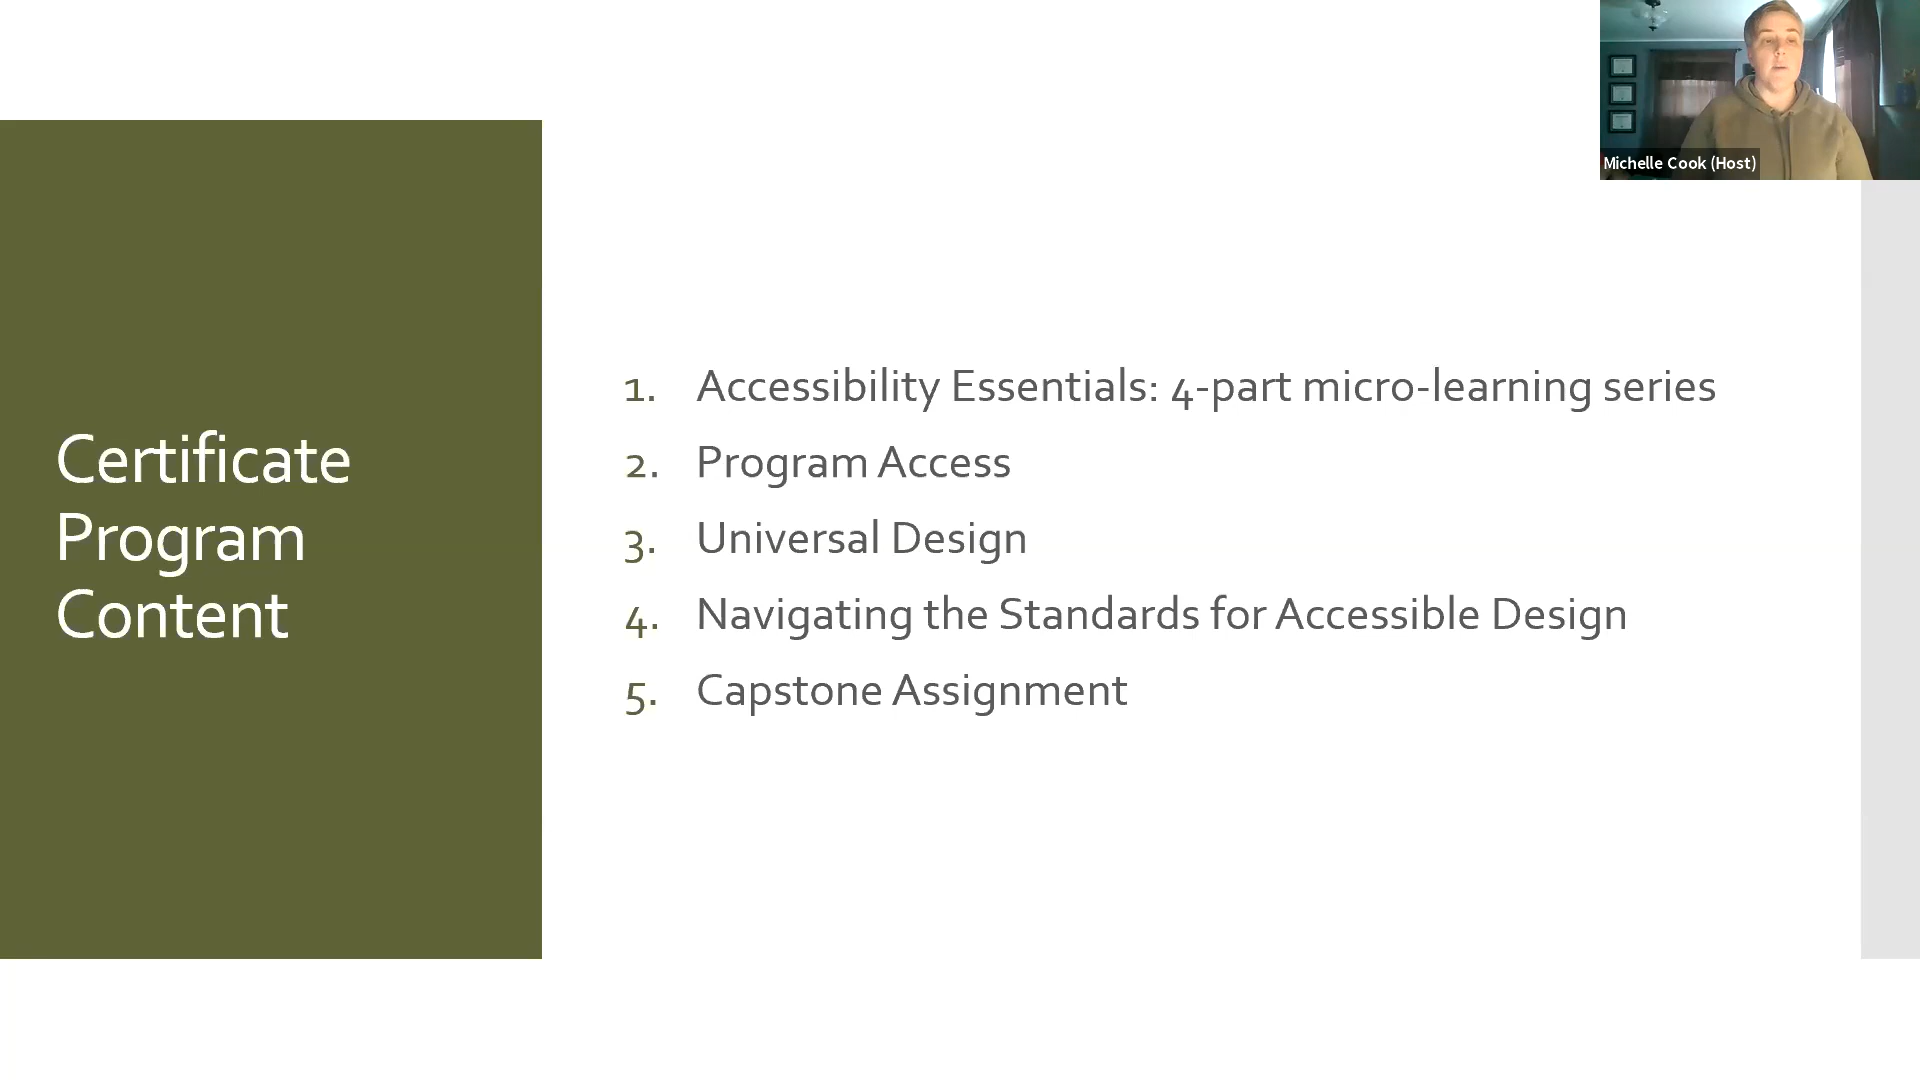 Michelle Cook (Host)
Certificate
Program
Content
1. Accessibility Essentials: 4-part micro-learning series
2. Program Access
3. Universal Design
4. Navigating the Standards for Accessible Design
5. Capstone Assignment